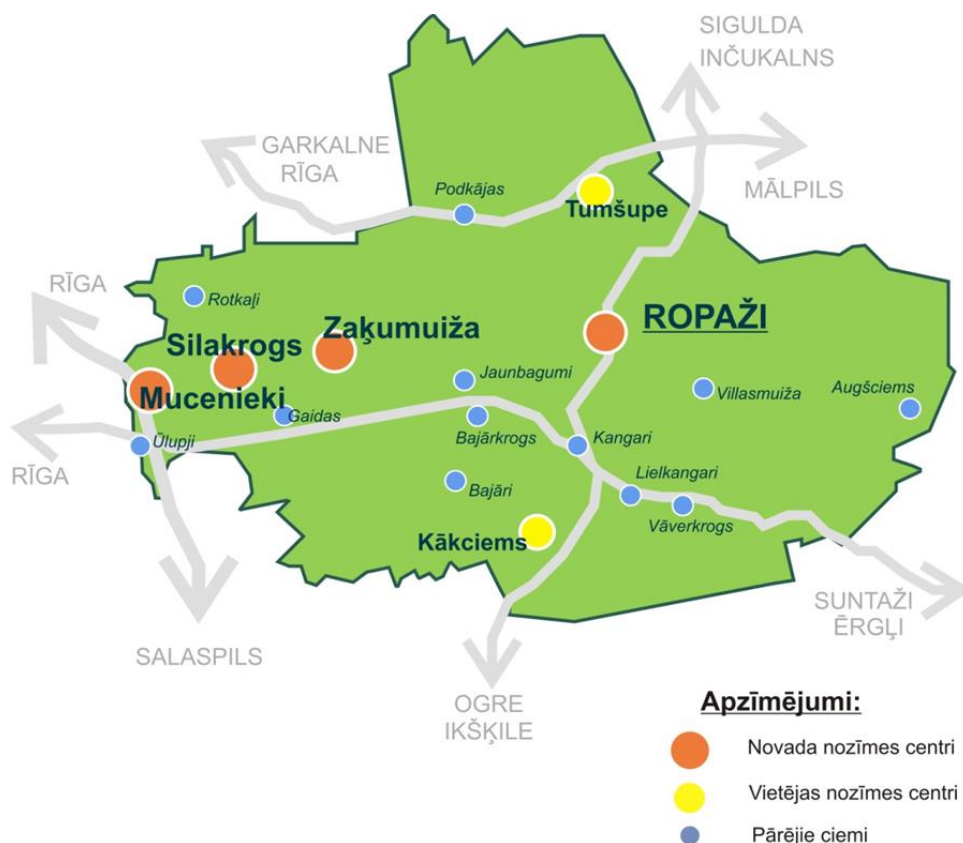 SIGULDA
INČUKALNS
GARKALNE
RĪGA
MĀLPILS
Podkājas
Tumšupe
RĪGA
Rotkaļi
ROPAŽI
Zaķumuiža
Silakrogs
Mucenieki
Jaunbagumi
Villasmuiža
Augšciems
Gaidas
Bajārkrogs
Kangari
Ūlupji
RĪGA
Bajāri
Lielkangari
Vāverkrogs
Kākciems
SUNTAŽI
ĒRGĻI
SALASPILS
OGRE
IKŠĶILE
Apzīmējumi:
Novada nozīmes centri
Vietējas nozīmes centri
Pārējie ciemi